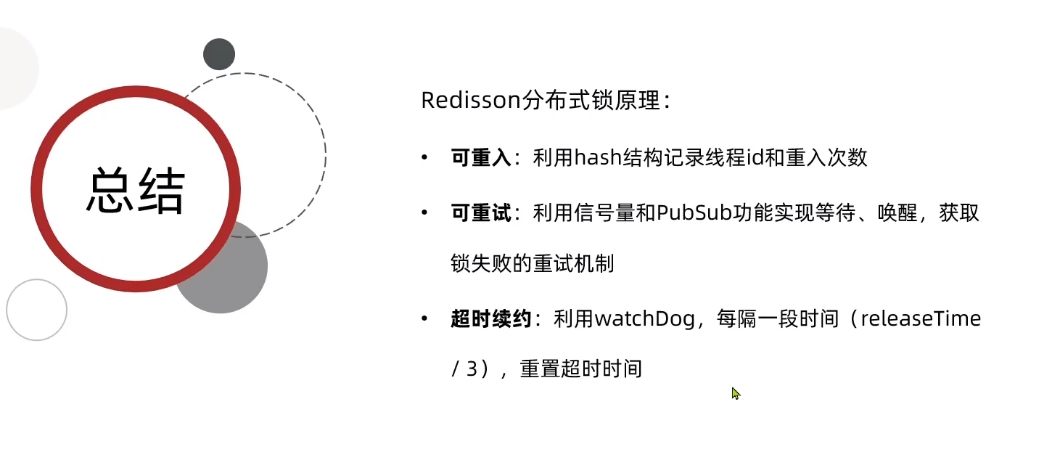 总结
Redisson分布式锁原理：
• 可重入：利用hash结构记录线程id和重入次数
• 可重试：利用信号量和PubSub功能实现等待、唤醒，获取
锁失败的重试机制
• 超时续约：利用watchDog，每隔一段时间（releaseTime
/ 3），重置超时时间